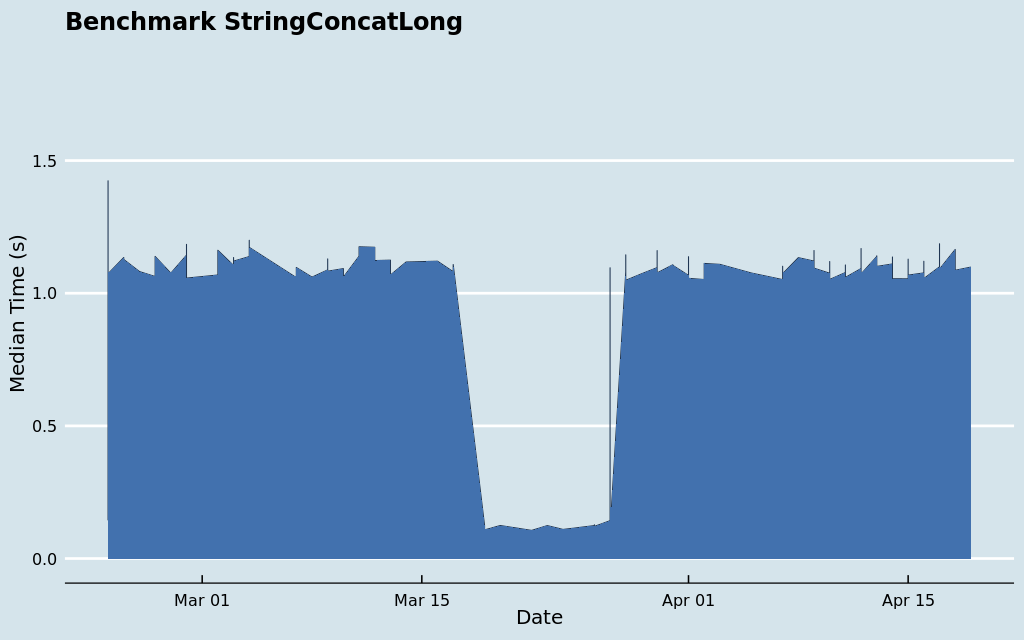 Benchmark StringConcatLong
Median Time (s)
1.5
1.0
0.5
0.0
Mar 01
Mar 15
Apr 01
Apr 15
Date